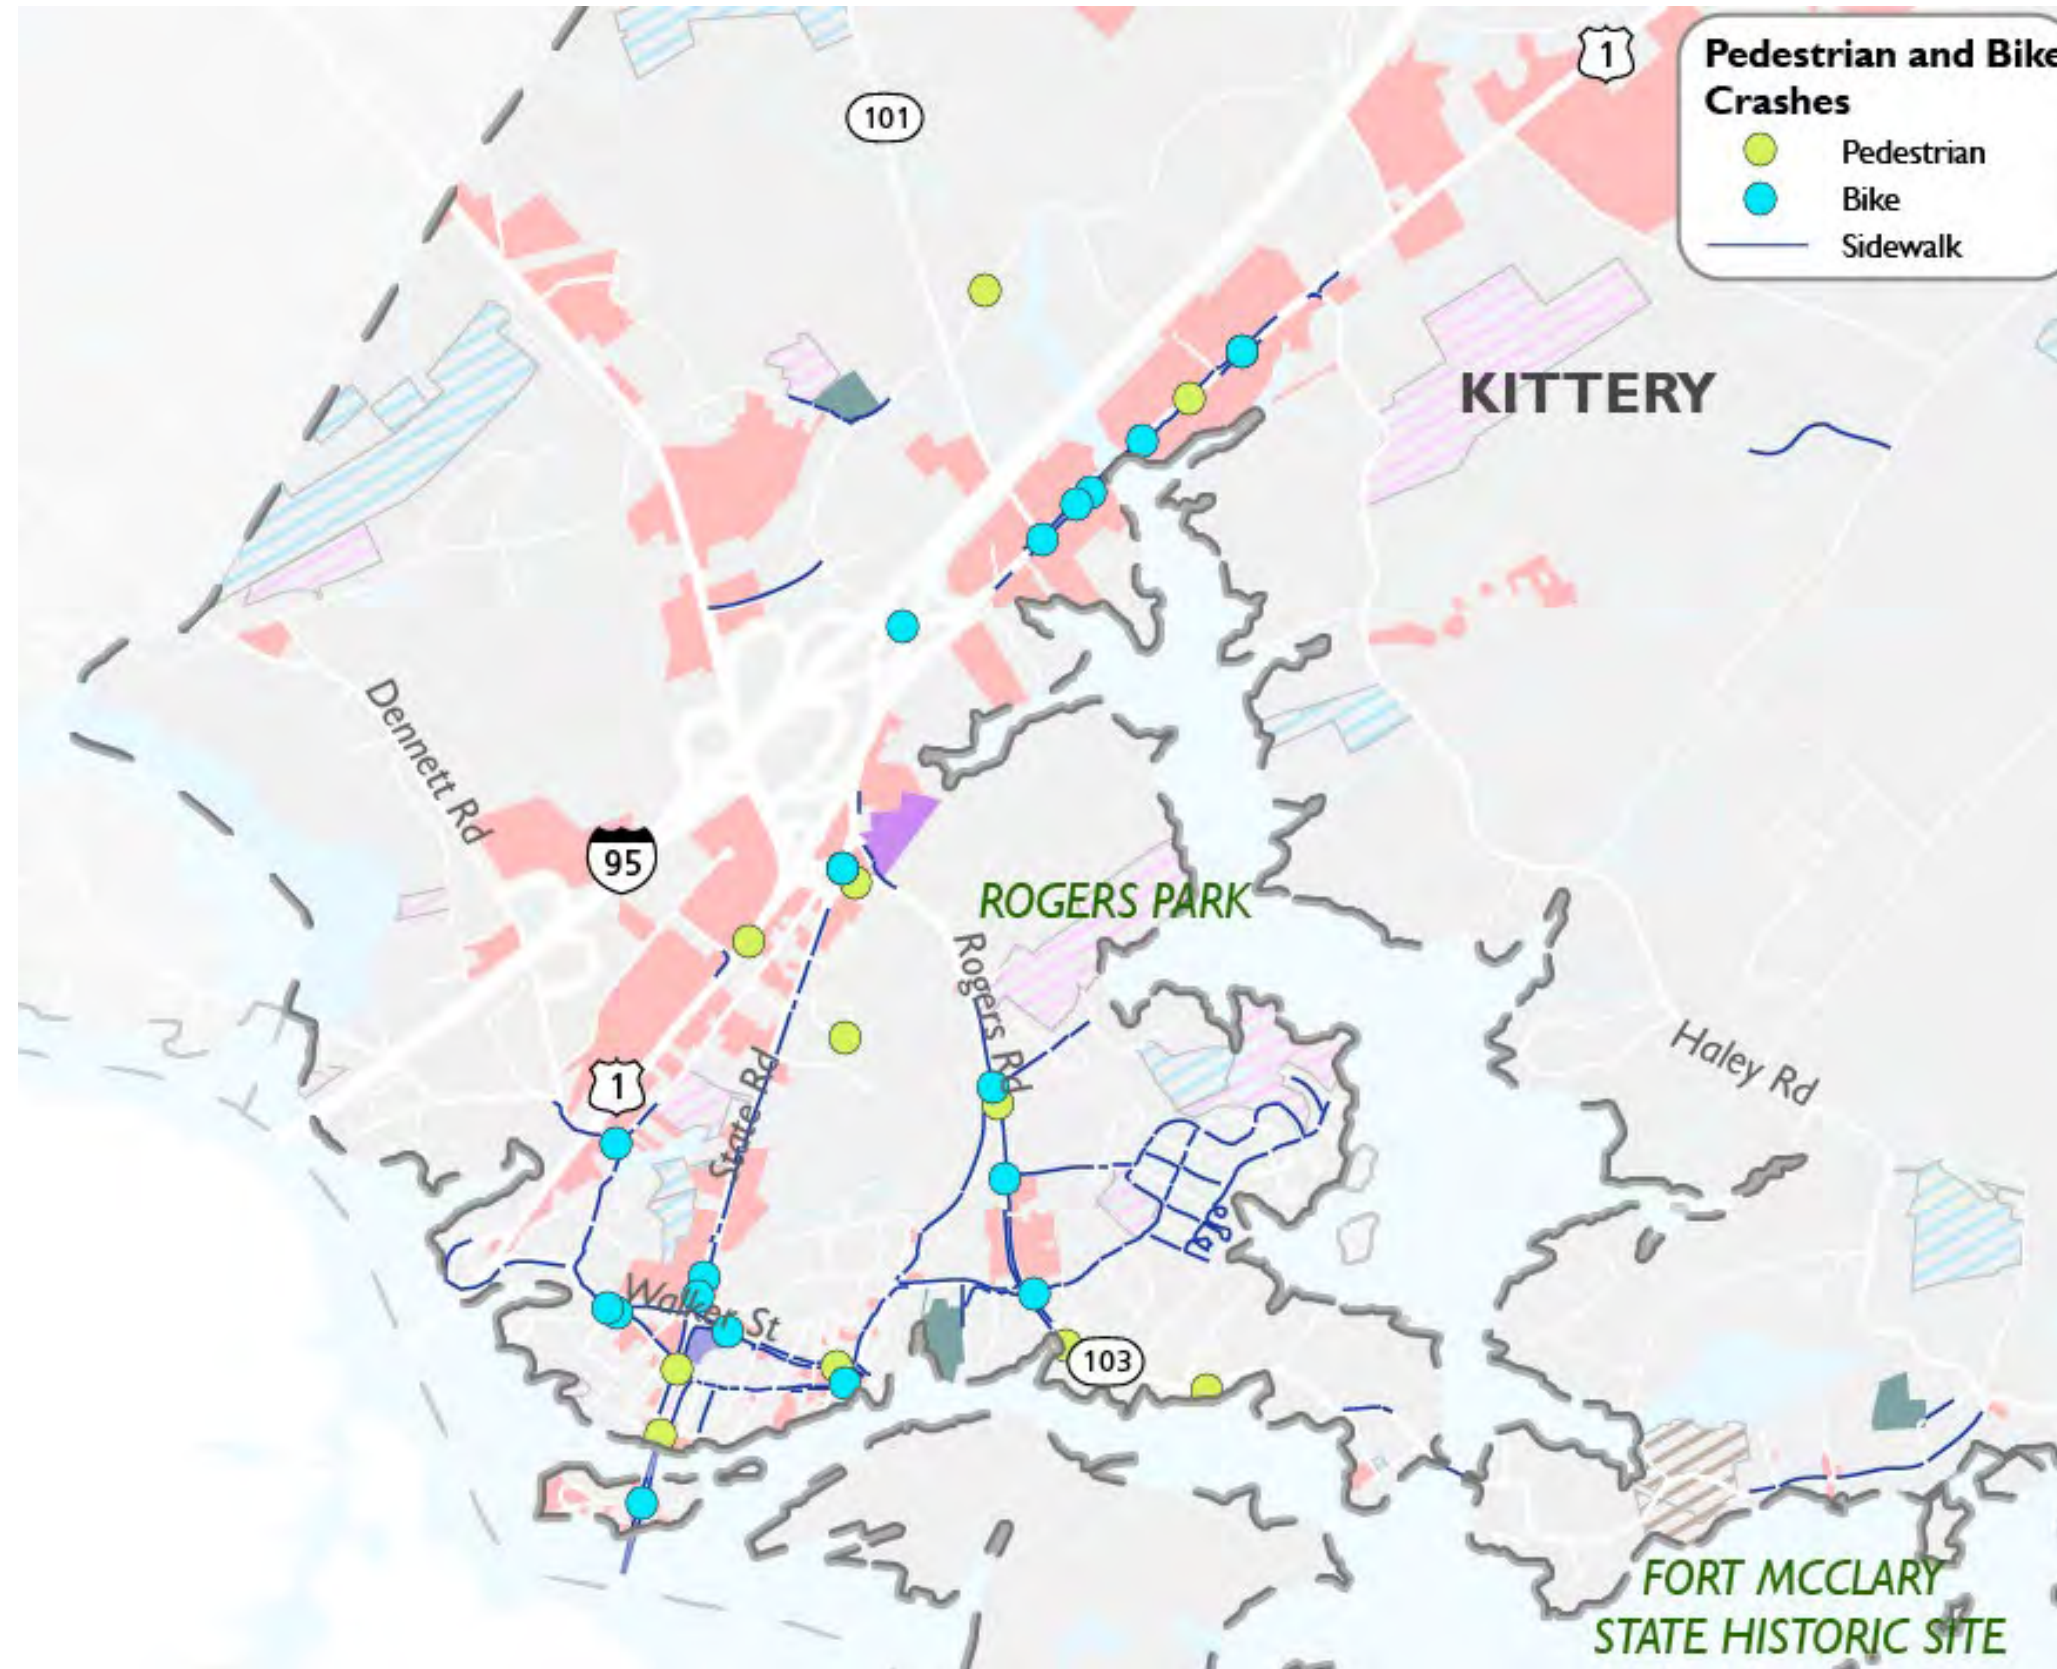 1
Pedestrian and Bike
Crashes
Pedestrian
Bike
Sidewalk
101
KITTERY
Dennett Rd
95
ROGERS PARK
Rogers Rd
Haley Rd
1
State Rd
Walker St
103
FORT MCCLARY
STATE HISTORIC SITE